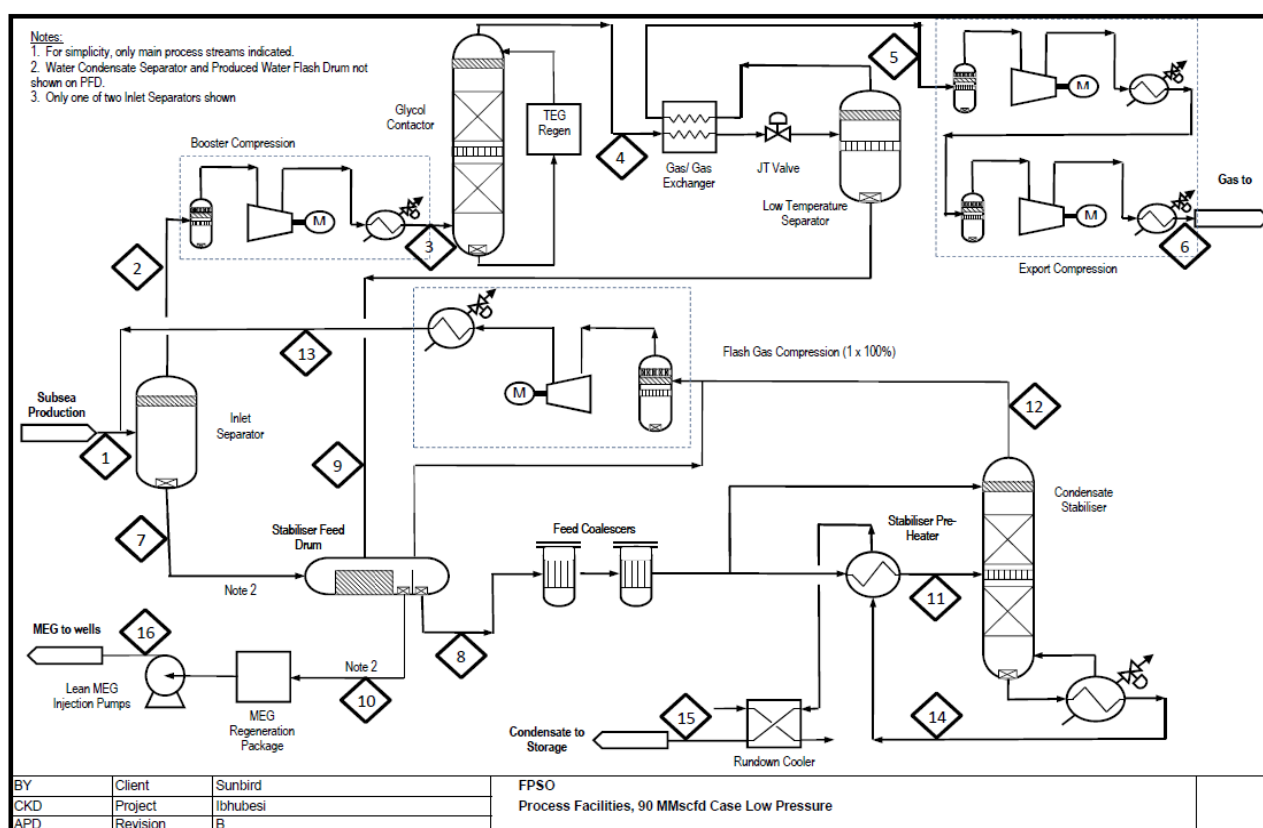 Notes:
1. For simplicity, only main process streams indicated.
2. Water Condensate Separator and Produced Water Flash Drum not
shown on PFD.
3. Only one of two Inlet Separators shown
Booster Compression
M
2
3
Glycol
Contactor
TEG
Regen
4
Gas/ Gas
Exchanger
JT Valve
Low Temperature
Separator
5
M
M
Gas to
6
Export Compression
13
M
Flash Gas Compression (1 x 100%)
12
Subsea
Production
1
Inlet
Separator
9
7
Note 2
Stabiliser Feed
Drum
Feed Coalescers
8
Stabiliser Pre-
Heater
11
Condensate
Stabiliser
MEG to wells
16
Lean MEG
Injection Pumps
MEG
Regeneration
Package
Note 2
10
Condensate to
Storage
15
Rundown Cooler
14
BY Client Sunbird
CKD Project Ibhubesi
APD Revision B
FPSO
Process Facilities, 90 MMscfd Case Low Pressure